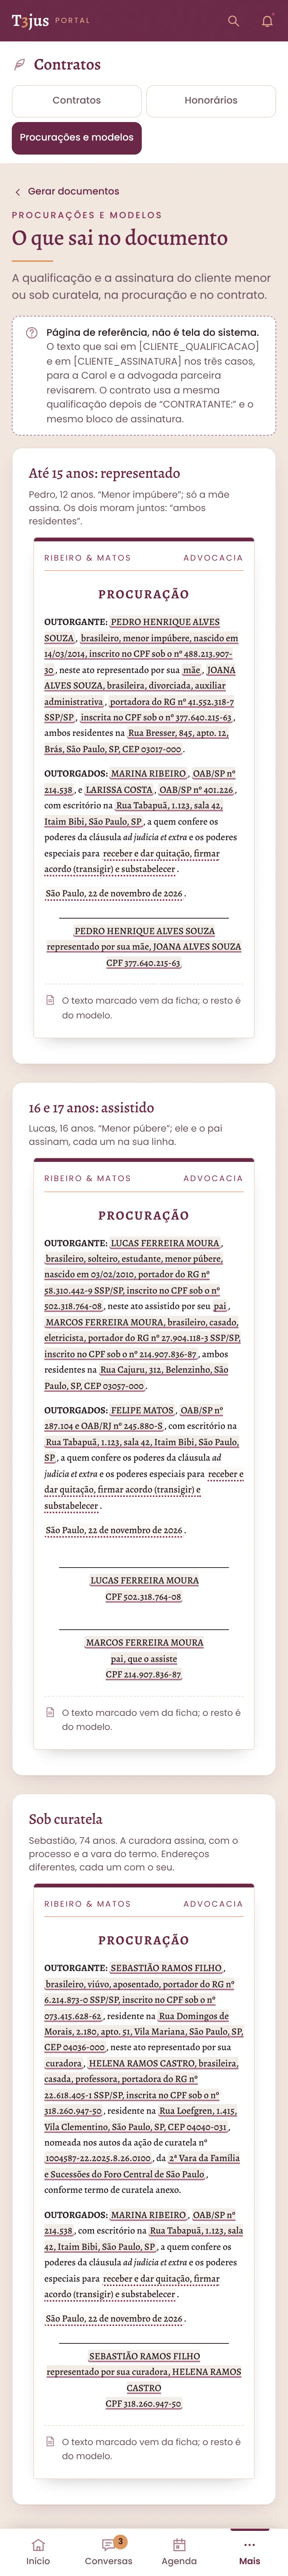 T3jus PORTAL
Contratos
Contratos
Honorários
Procurações e modelos
Gerar documentos
PROCURAÇÕES E MODELOS
O que sai no documento
A qualificação e a assinatura do cliente menor
ou sob curatela, na procuração e no contrato.
Página de referência, não é tela do sistema.
O texto que sai em [CLIENTE_QUALIFICACAO]
e em [CLIENTE_ASSINATURA] nos três casos,
para a Carol e a advogada parceira
revisarem. O contrato usa a mesma
qualificação depois de “CONTRATANTE:” e o
mesmo bloco de assinatura.
Até 15 anos: representado
Pedro, 12 anos. “Menor impúbere”; só a mãe
assina. Os dois moram juntos: “ambos
residentes”.
RIBEIRO & MATOS ADVOCACIA
PROCURAÇÃO
OUTORGANTE: PEDRO HENRIQUE ALVES
SOUZA, brasileiro, menor impúbere, nascido em
14/03/2014, inscrito no CPF sob o nº 488.213.907-
30, neste ato representado por sua mãe, JOANA
ALVES SOUZA, brasileira, divorciada, auxiliar
administrativa, portadora do RG nº 41.552.318-7
SSP/SP, inscrita no CPF sob o nº 377.640.215-63,
ambos residentes na Rua Bresser, 845, apto. 12,
Brás, São Paulo, SP, CEP 03017-000.
OUTORGADOS: MARINA RIBEIRO, OAB/SP nº
214.538, e LARISSA COSTA, OAB/SP nº 401.226,
com escritório na Rua Tabapuã, 1.123, sala 42,
Itaim Bibi, São Paulo, SP, a quem confere os
poderes da cláusula ad judicia et extra e os poderes
especiais para receber e dar quitação, firmar
acordo (transigir) e substabelecer.
São Paulo, 22 de novembro de 2026.
PEDRO HENRIQUE ALVES SOUZA
representado por sua mãe, JOANA ALVES SOUZA
CPF 377.640.215-63
O texto marcado vem da ficha; o resto é
do modelo.
16 e 17 anos: assistido
Lucas, 16 anos. “Menor púbere”; ele e o pai
assinam, cada um na sua linha.
RIBEIRO & MATOS ADVOCACIA
PROCURAÇÃO
OUTORGANTE: LUCAS FERREIRA MOURA,
brasileiro, solteiro, estudante, menor púbere,
nascido em 03/02/2010, portador do RG nº
58.310.442-9 SSP/SP, inscrito no CPF sob o nº
502.318.764-08, neste ato assistido por seu pai,
MARCOS FERREIRA MOURA, brasileiro, casado,
eletricista, portador do RG nº 27.904.118-3 SSP/SP,
inscrito no CPF sob o nº 214.907.836-87, ambos
residentes na Rua Cajuru, 312, Belenzinho, São
Paulo, SP, CEP 03057-000.
OUTORGADOS: FELIPE MATOS, OAB/SP nº
287.104 e OAB/RJ nº 245.880-S, com escritório na
Rua Tabapuã, 1.123, sala 42, Itaim Bibi, São Paulo,
SP, a quem confere os poderes da cláusula ad
judicia et extra e os poderes especiais para receber e
dar quitação, firmar acordo (transigir) e
substabelecer.
São Paulo, 22 de novembro de 2026.
LUCAS FERREIRA MOURA
CPF 502.318.764-08
MARCOS FERREIRA MOURA
pai, que o assiste
CPF 214.907.836-87
O texto marcado vem da ficha; o resto é
do modelo.
Sob curatela
Sebastião, 74 anos. A curadora assina, com o
processo e a vara do termo. Endereços
diferentes, cada um com o seu.
RIBEIRO & MATOS ADVOCACIA
PROCURAÇÃO
OUTORGANTE: SEBASTIÃO RAMOS FILHO,
brasileiro, viúvo, aposentado, portador do RG nº
6.214.873-0 SSP/SP, inscrito no CPF sob o nº
073.415.628-62, residente na Rua Domingos de
Morais, 2.180, apto. 51, Vila Mariana, São Paulo, SP,
CEP 04036-000, neste ato representado por sua
curadora, HELENA RAMOS CASTRO, brasileira,
casada, professora, portadora do RG nº
22.618.405-1 SSP/SP, inscrita no CPF sob o nº
318.260.947-50, residente na Rua Loefgren, 1.415,
Vila Clementino, São Paulo, SP, CEP 04040-031,
nomeada nos autos da ação de curatela nº
1004587-22.2025.8.26.0100, da 2ª Vara da Família
e Sucessões do Foro Central de São Paulo,
conforme termo de curatela anexo.
OUTORGADOS: MARINA RIBEIRO, OAB/SP nº
214.538, com escritório na Rua Tabapuã, 1.123, sala
42, Itaim Bibi, São Paulo, SP, a quem confere os
poderes da cláusula ad judicia et extra e os poderes
especiais para receber e dar quitação, firmar
acordo (transigir) e substabelecer.
São Paulo, 22 de novembro de 2026.
SEBASTIÃO RAMOS FILHO
representado por sua curadora, HELENA RAMOS
CASTRO
CPF 318.260.947-50
O texto marcado vem da ficha; o resto é
do modelo.
3
Início Conversas Agenda Mais